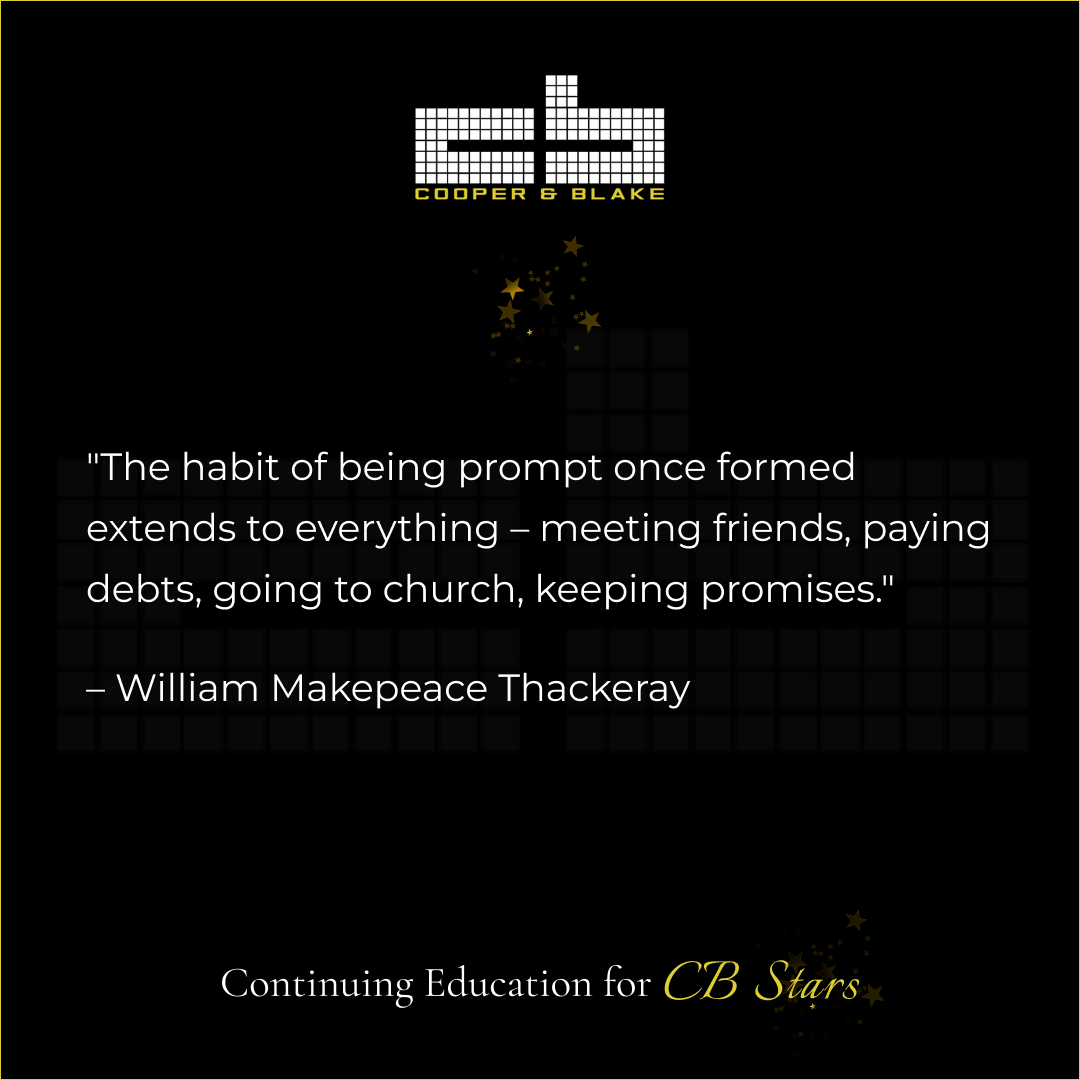 cb
COOPER & BLAKE
"The habit of being prompt once formed
extends to everything – meeting friends, paying
debts, going to church, keeping promises."
– William Makepeace Thackeray
Continuing Education for CB Stars